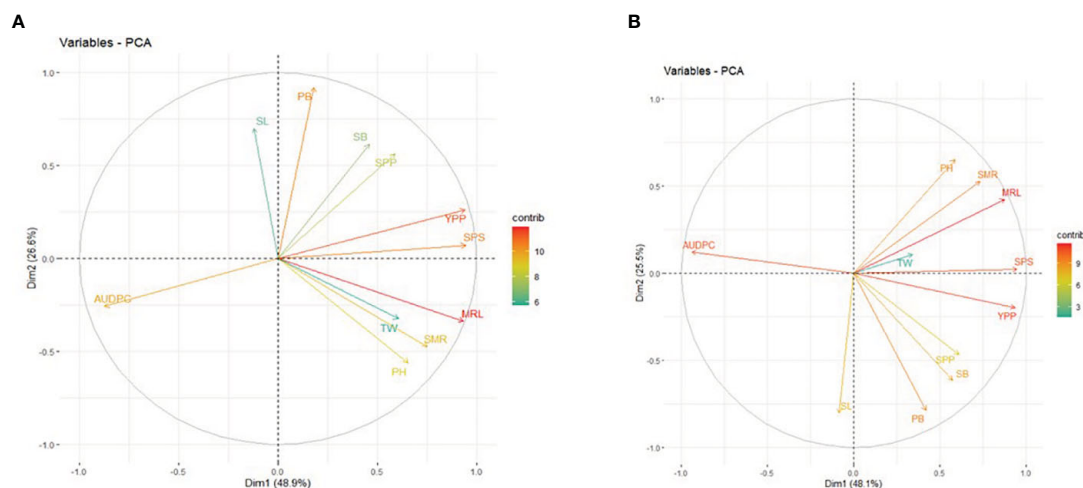 A
Variables - PCA
1.0
0.5
0.0
-0.5
-1.0
Dim2 (26.6%)
PB
SL
SB
SPP
YPP
SPS
AUDPC
TW
MRL
SMR
PH
-1.0 -0.5 0.0 0.5 1.0
Dim1 (48.9%)
contrib
10
8
6
B
Variables - PCA
1.0
0.5
0.0
-0.5
-1.0
Dim2 (25.5%)
PH
SMR
MRL
AUDPC
TW
SPS
YPP
SPP
SB
SL
PB
-1.0 -0.5 0.0 0.5 1.0
Dim1 (48.1%)
contrib
9
6
3